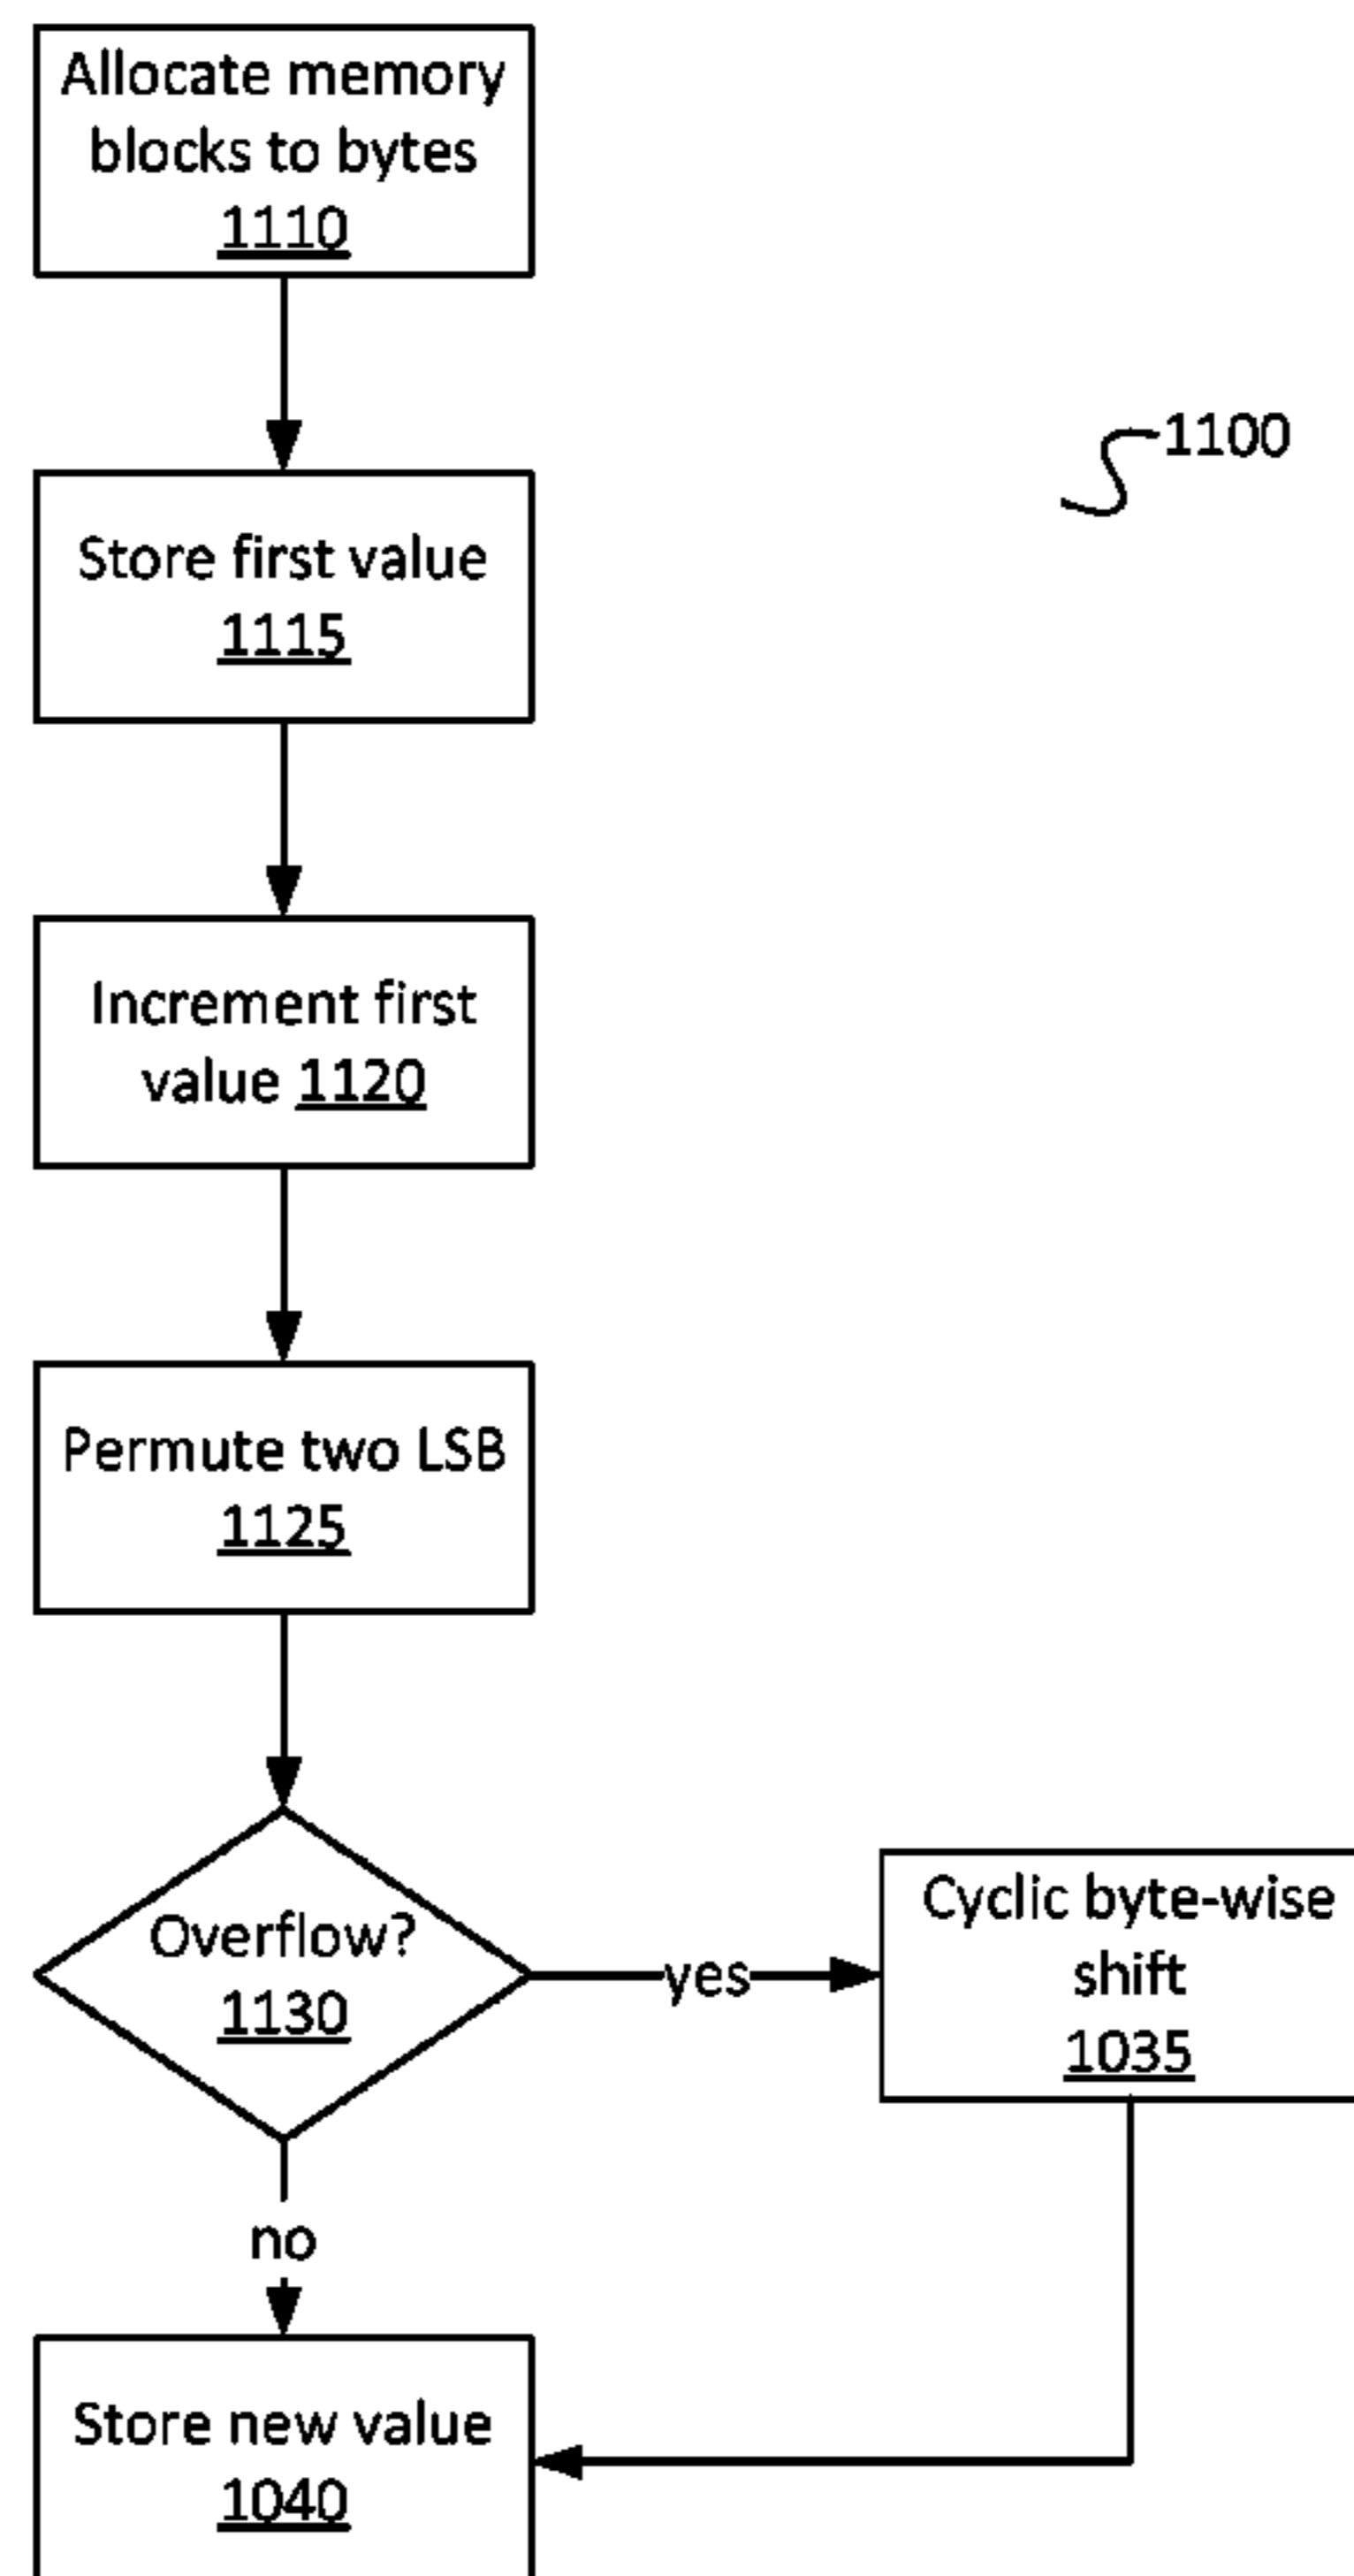 Allocate memory
blocks to bytes
1110
1100
Store first value
1115
Increment first
value 1120
Permute two LSB
1125
Overflow?
1130
yes
Cyclic byte-wise
shift
1035
no
Store new value
1040